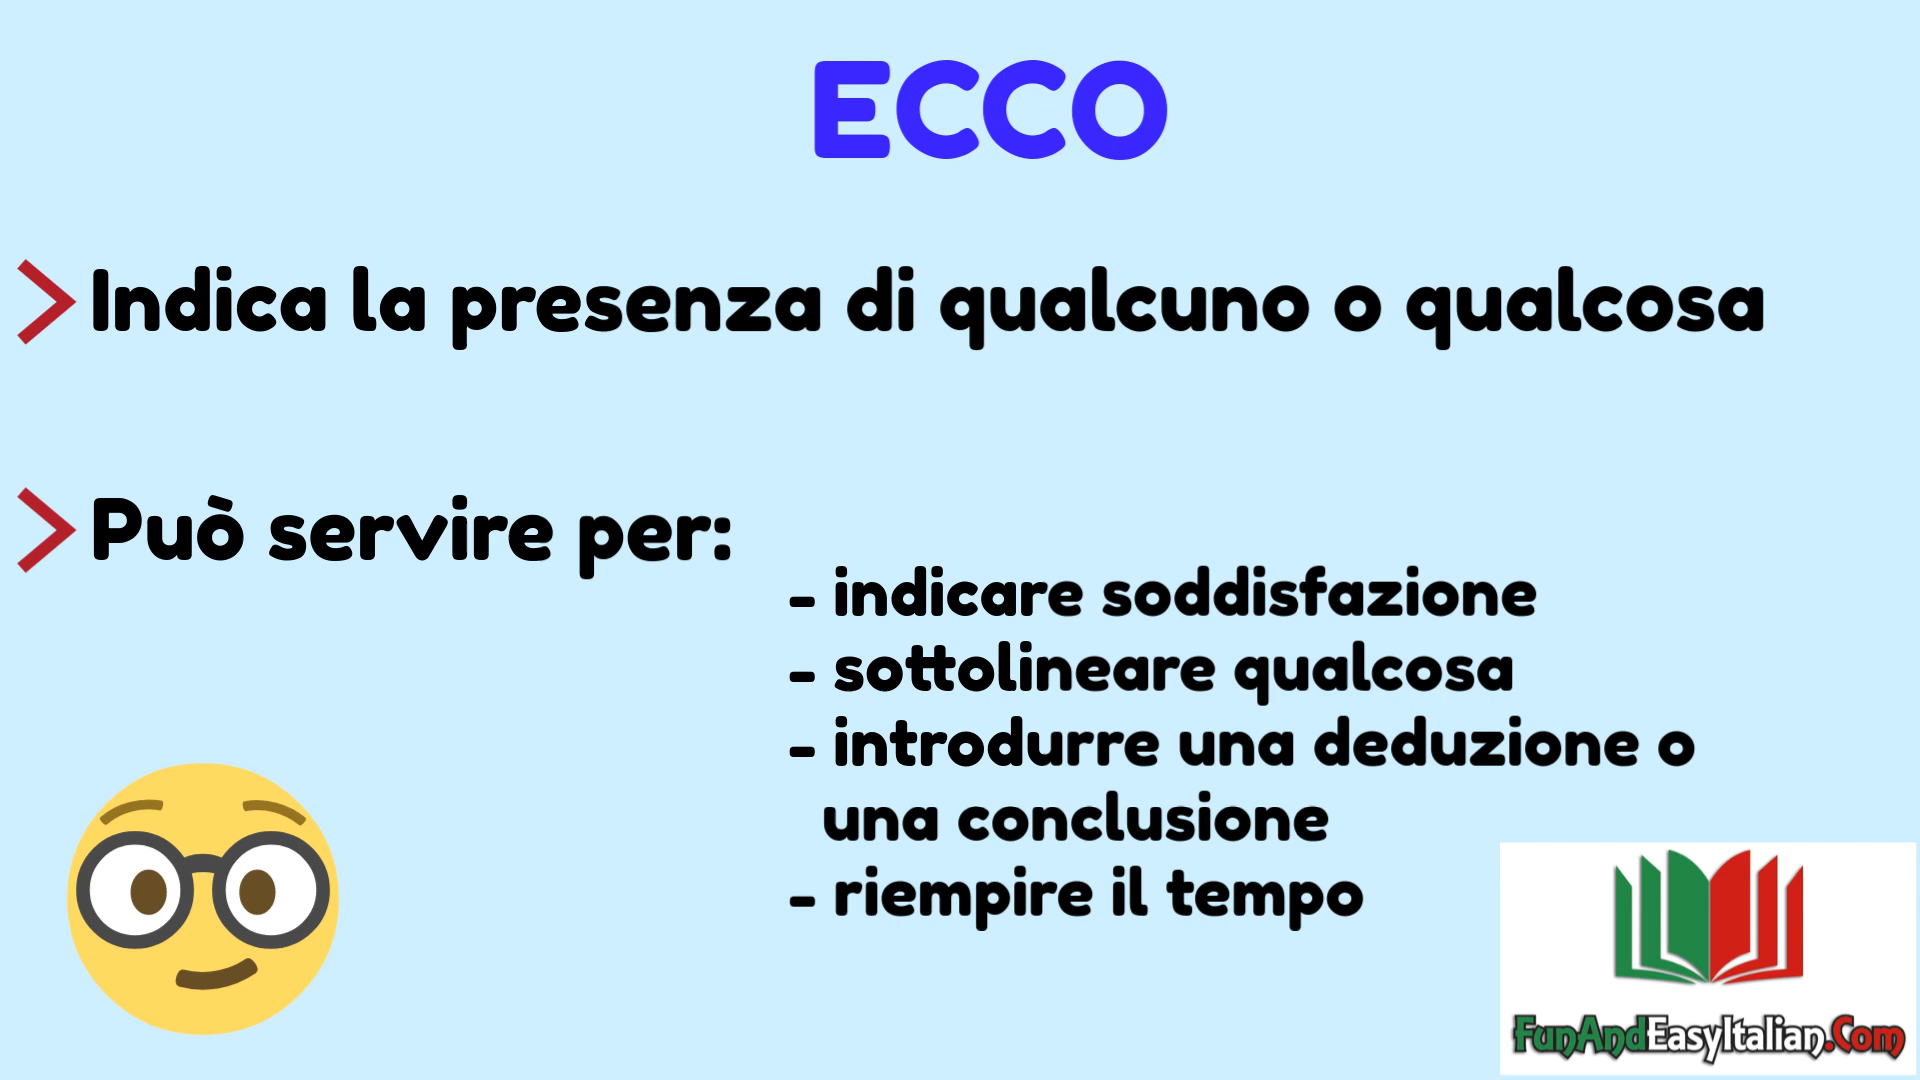 ECCO
Indica la presenza di qualcuno o qualcosa
Può servire per:
- indicare soddisfazione
- sottolineare qualcosa
- introdurre una deduzione o
una conclusione
- riempire il tempo
FunAndEasyItalian.Com